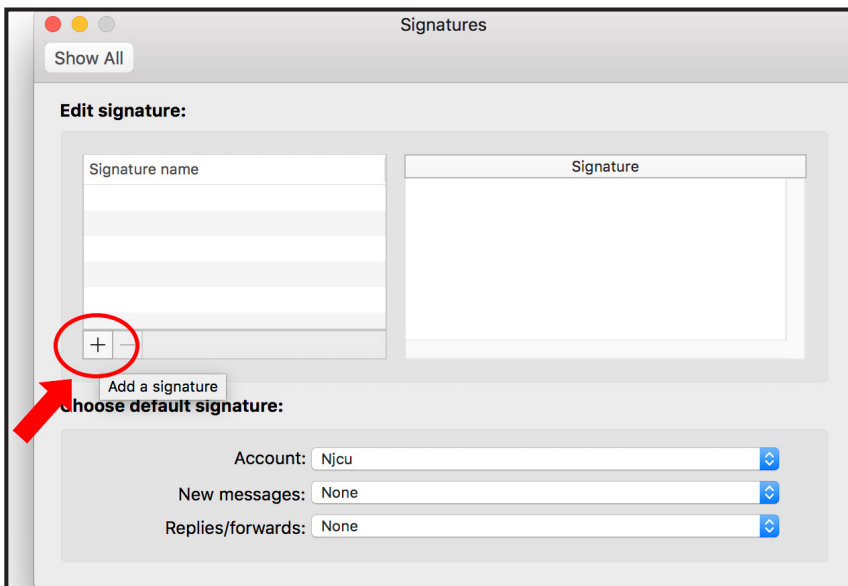 Signatures
Show All
Edit signature:
Signature name
Signature
Add a signature
Choose default signature:
Account: Njcu
New messages: None
Replies/forwards: None